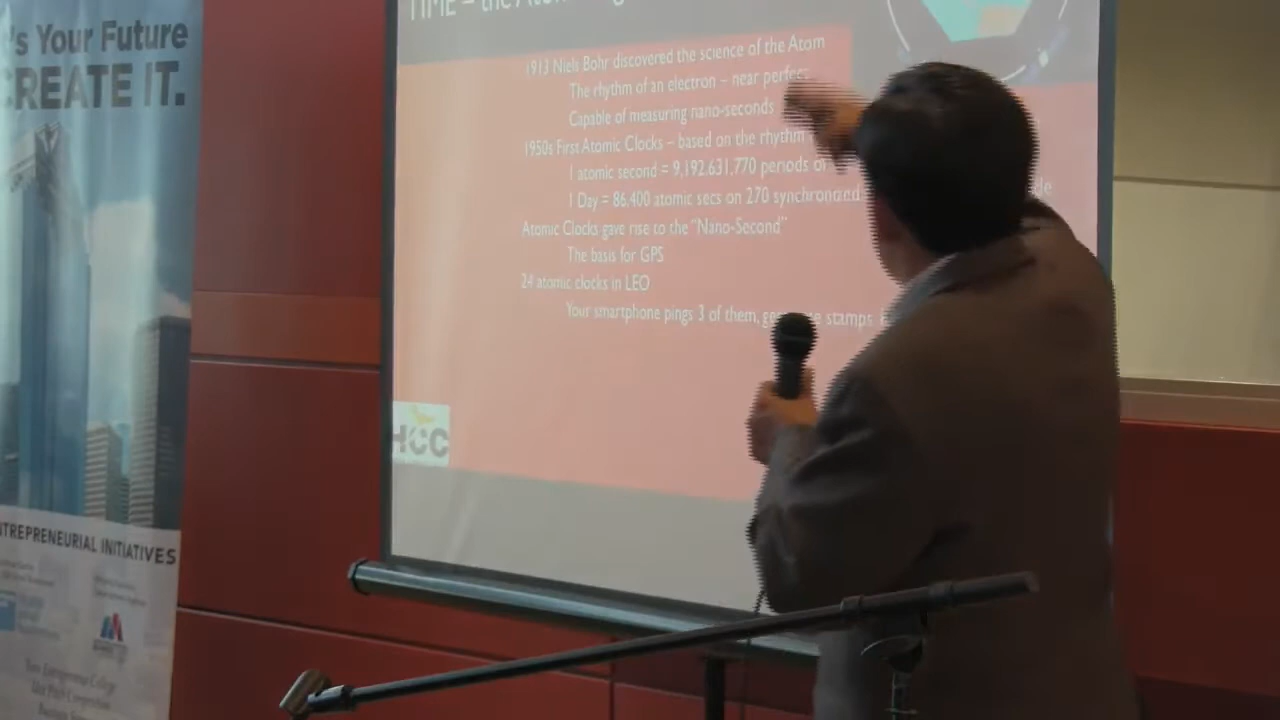 's Your Future
CREATE IT.
NTREPRENEURIAL INITIATIVES
TIME – the
1913 Niels Bohr discovered the science of the Atom
The rhythm of an electron – near perfect
Capable of measuring nano-seconds
1950s First Atomic Clocks – based on the rhythm
1 atomic second = 9,192,631,770 periods of
1 Day = 86,400 atomic secs on 270 synchronized
Atomic Clocks gave rise to the "Nano-Second"
The basis for GPS
24 atomic clocks in LEO
Your smartphone pings 3 of them, stamps
HCC